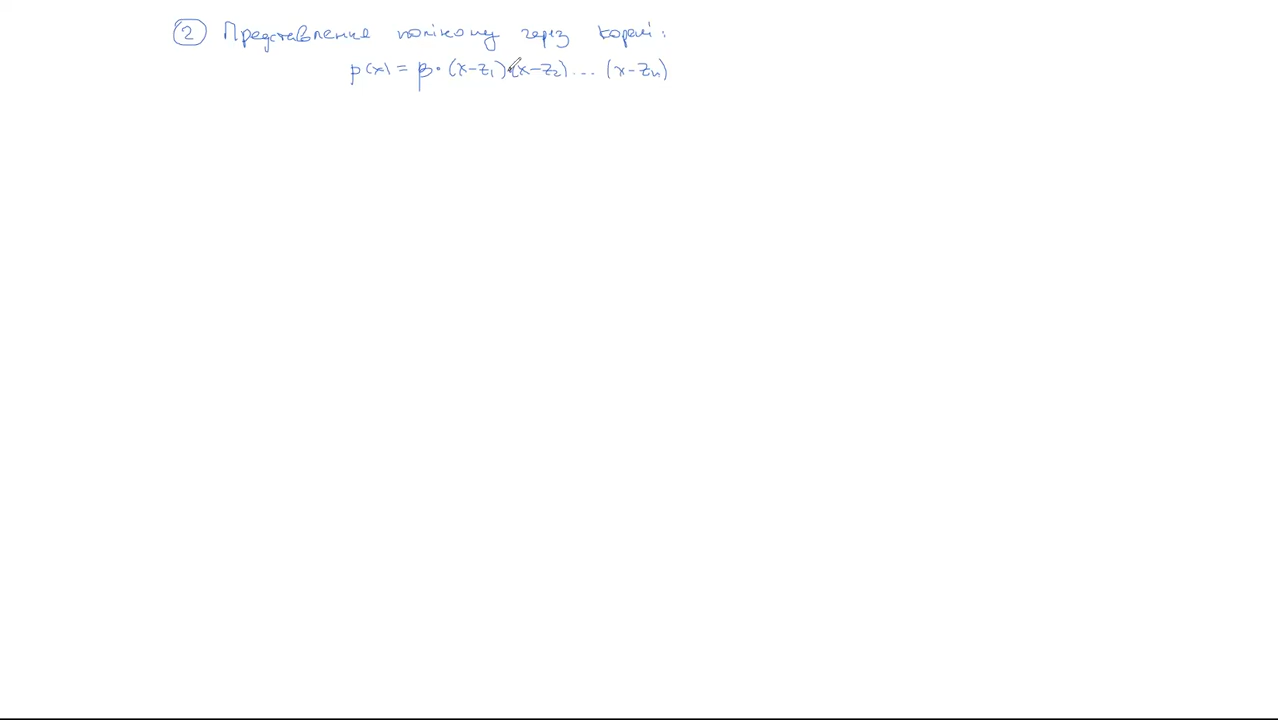 ② Представлення поліному через корені:
p(x) = β · (x-z₁)(x-z₂) ... (x-zₙ)